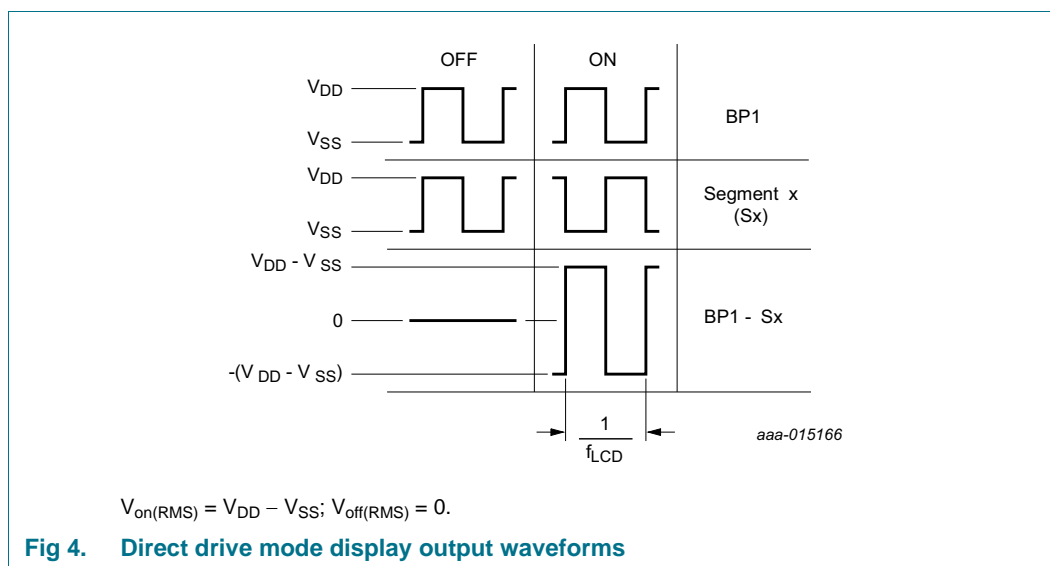 OFF ON
VDD
BP1
VSS
VDD
Segment x
(Sx)
VSS
VDD - VSS
0
BP1 - Sx
-(VDD - VSS)
1
fLCD
aaa-015166
Von(RMS) = VDD − VSS; Voff(RMS) = 0.
Fig 4. Direct drive mode display output waveforms